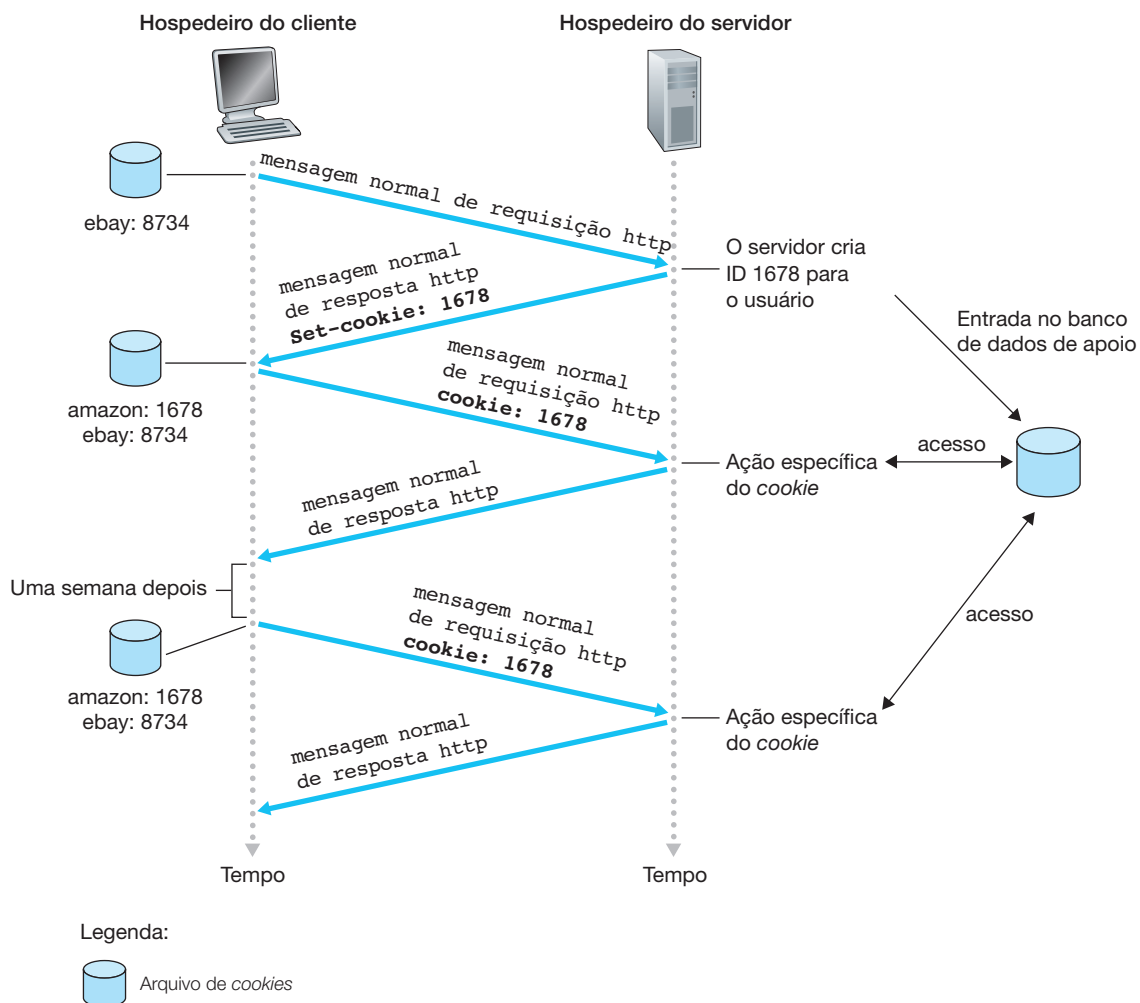 Hospedeiro do cliente
Hospedeiro do servidor
mensagem normal de requisição http
ebay: 8734
O servidor cria
ID 1678 para
o usuário
mensagem normal
de resposta http
Set-cookie: 1678
Entrada no banco
de dados de apoio
amazon: 1678
ebay: 8734
mensagem normal
de requisição http
cookie: 1678
acesso
Ação específica
do cookie
mensagem normal
de resposta http
Uma semana depois
mensagem normal
de requisição http
cookie: 1678
acesso
amazon: 1678
ebay: 8734
Ação específica
do cookie
mensagem normal
de resposta http
Tempo
Tempo
Legenda:
Arquivo de cookies